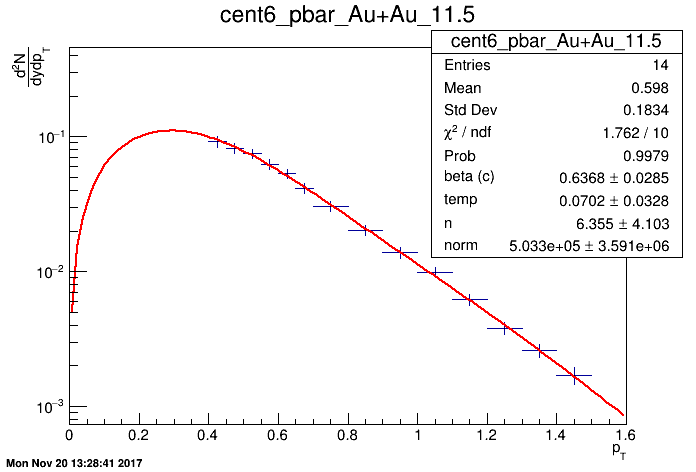 cent6_pbar_Au+Au_11.5
cent6_pbar_Au+Au_11.5
Entries 14
Mean 0.598
Std Dev 0.1834
χ² / ndf 1.762 / 10
Prob 0.9979
beta (c) 0.6368 ± 0.0285
temp 0.0702 ± 0.0328
n 6.355 ± 4.103
norm 5.033e+05 ± 3.591e+06
d²N
dydp_T
10⁻¹
10⁻²
10⁻³
0 0.2 0.4 0.6 0.8 1 1.2 1.4 1.6
p_T
Mon Nov 20 13:28:41 2017